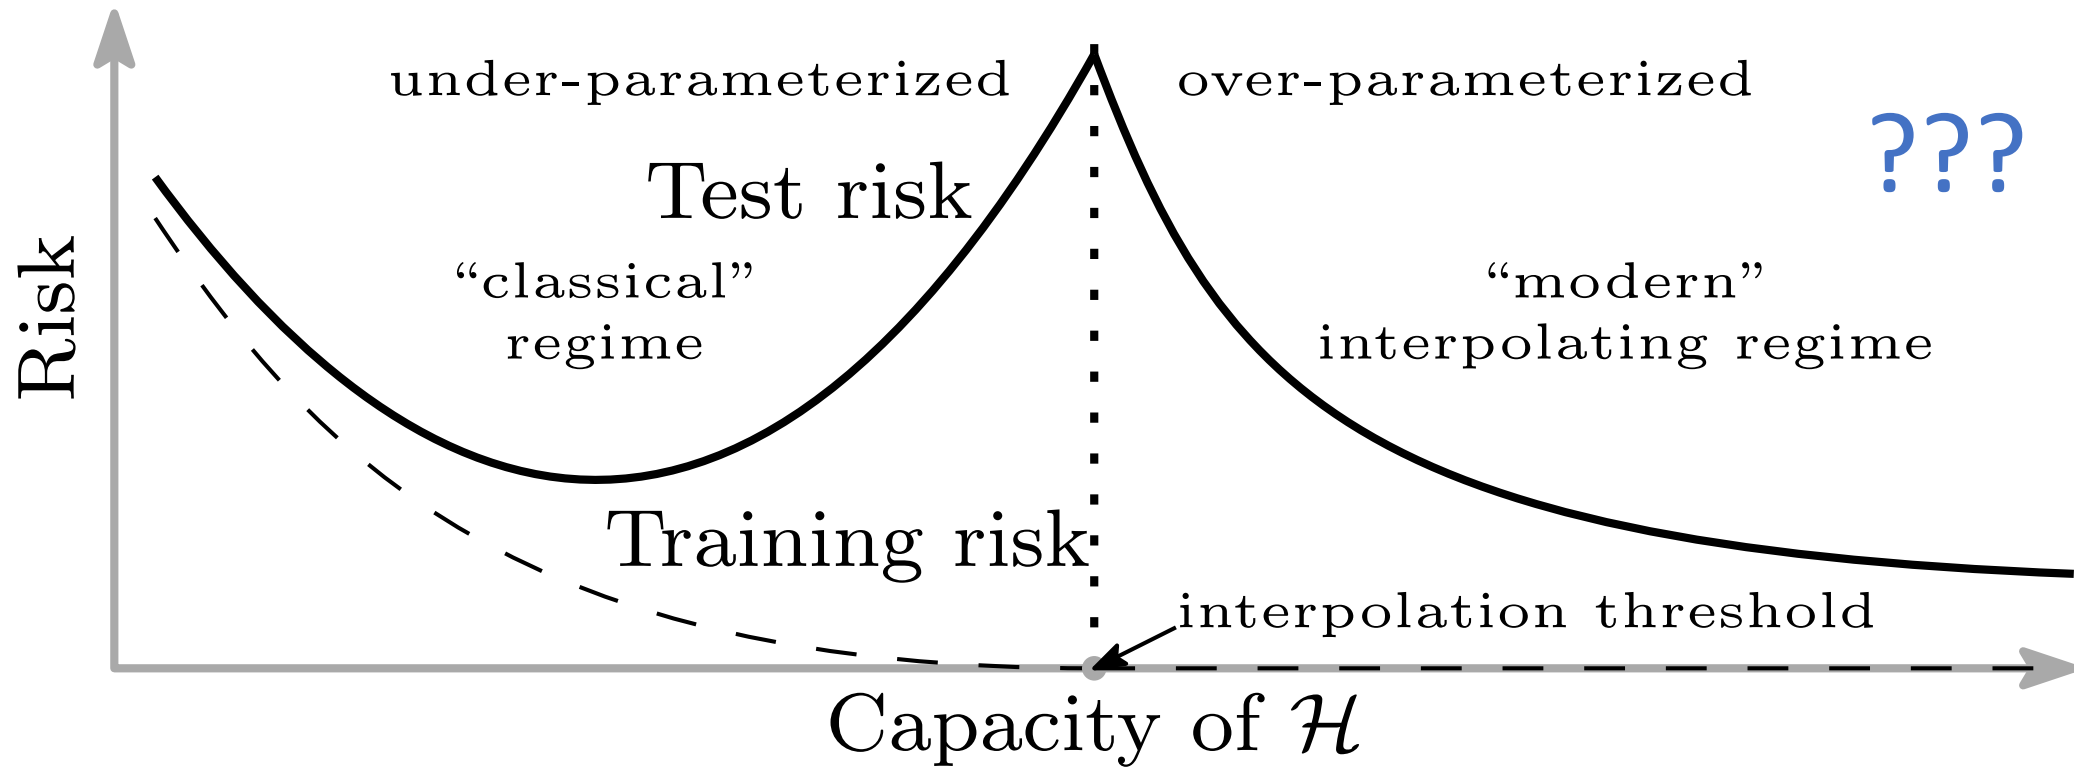 under-parameterized
over-parameterized
???
Test risk
“classical”
regime
“modern”
interpolating regime
Risk
Training risk
interpolation threshold
Capacity of ℋ